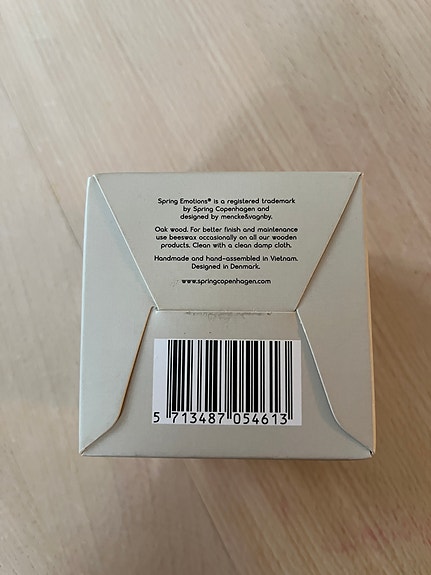 Spring Emotions® is a registered trademark
by Spring Copenhagen and
designed by mencke&vagnby.
Oak wood. For better finish and maintenance
use beeswax occasionally on all our wooden
products. Clean with a clean damp cloth.
Handmade and hand-assembled in Vietnam.
Designed in Denmark.
www.springcopenhagen.com
5 713487 054613